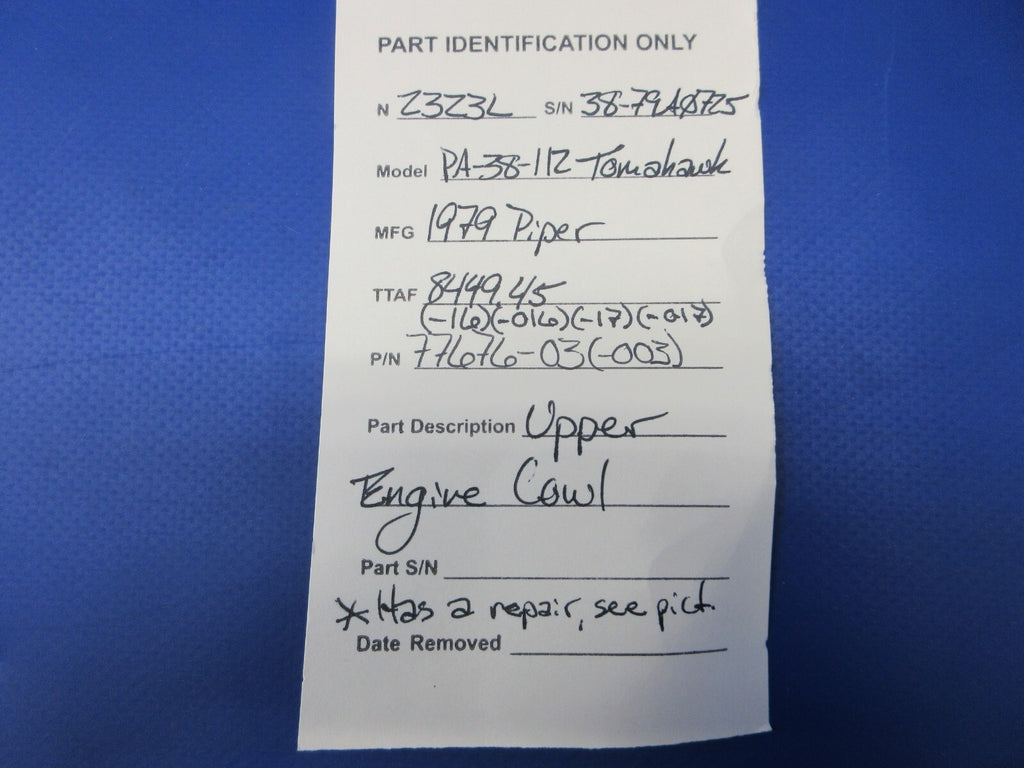 PART IDENTIFICATION ONLY
N 2323L S/N 38-79A0725
Model PA-38-112 Tomahawk
MFG 1979 Piper
TTAF 8449.45
(-16)(-016)(-17)(-017)
P/N 77676-03(-003)
Part Description Upper
Engine Cowl
Part S/N
*Has a repair, see pict.
Date Removed